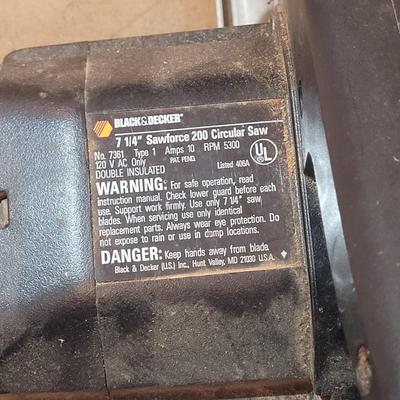 BLACK&DECKER®
7 1/4" Sawforce 200 Circular Saw
No. 7361 Type 1 Amps 10 RPM 5300
120 V AC Only PAT. PENG. Listed 406A UL
DOUBLE INSULATED
WARNING: For safe operation, read
instruction manual. Check lower guard before each
use. Support work firmly. Use only 7 1/4" saw
blades. When servicing use only identical
replacement parts. Always wear eye protection. Do
not expose to rain or use in damp locations.
DANGER: Keep hands away from blade.
Black & Decker (U.S.) Inc., Hunt Valley, MD 21030 U.S.A.